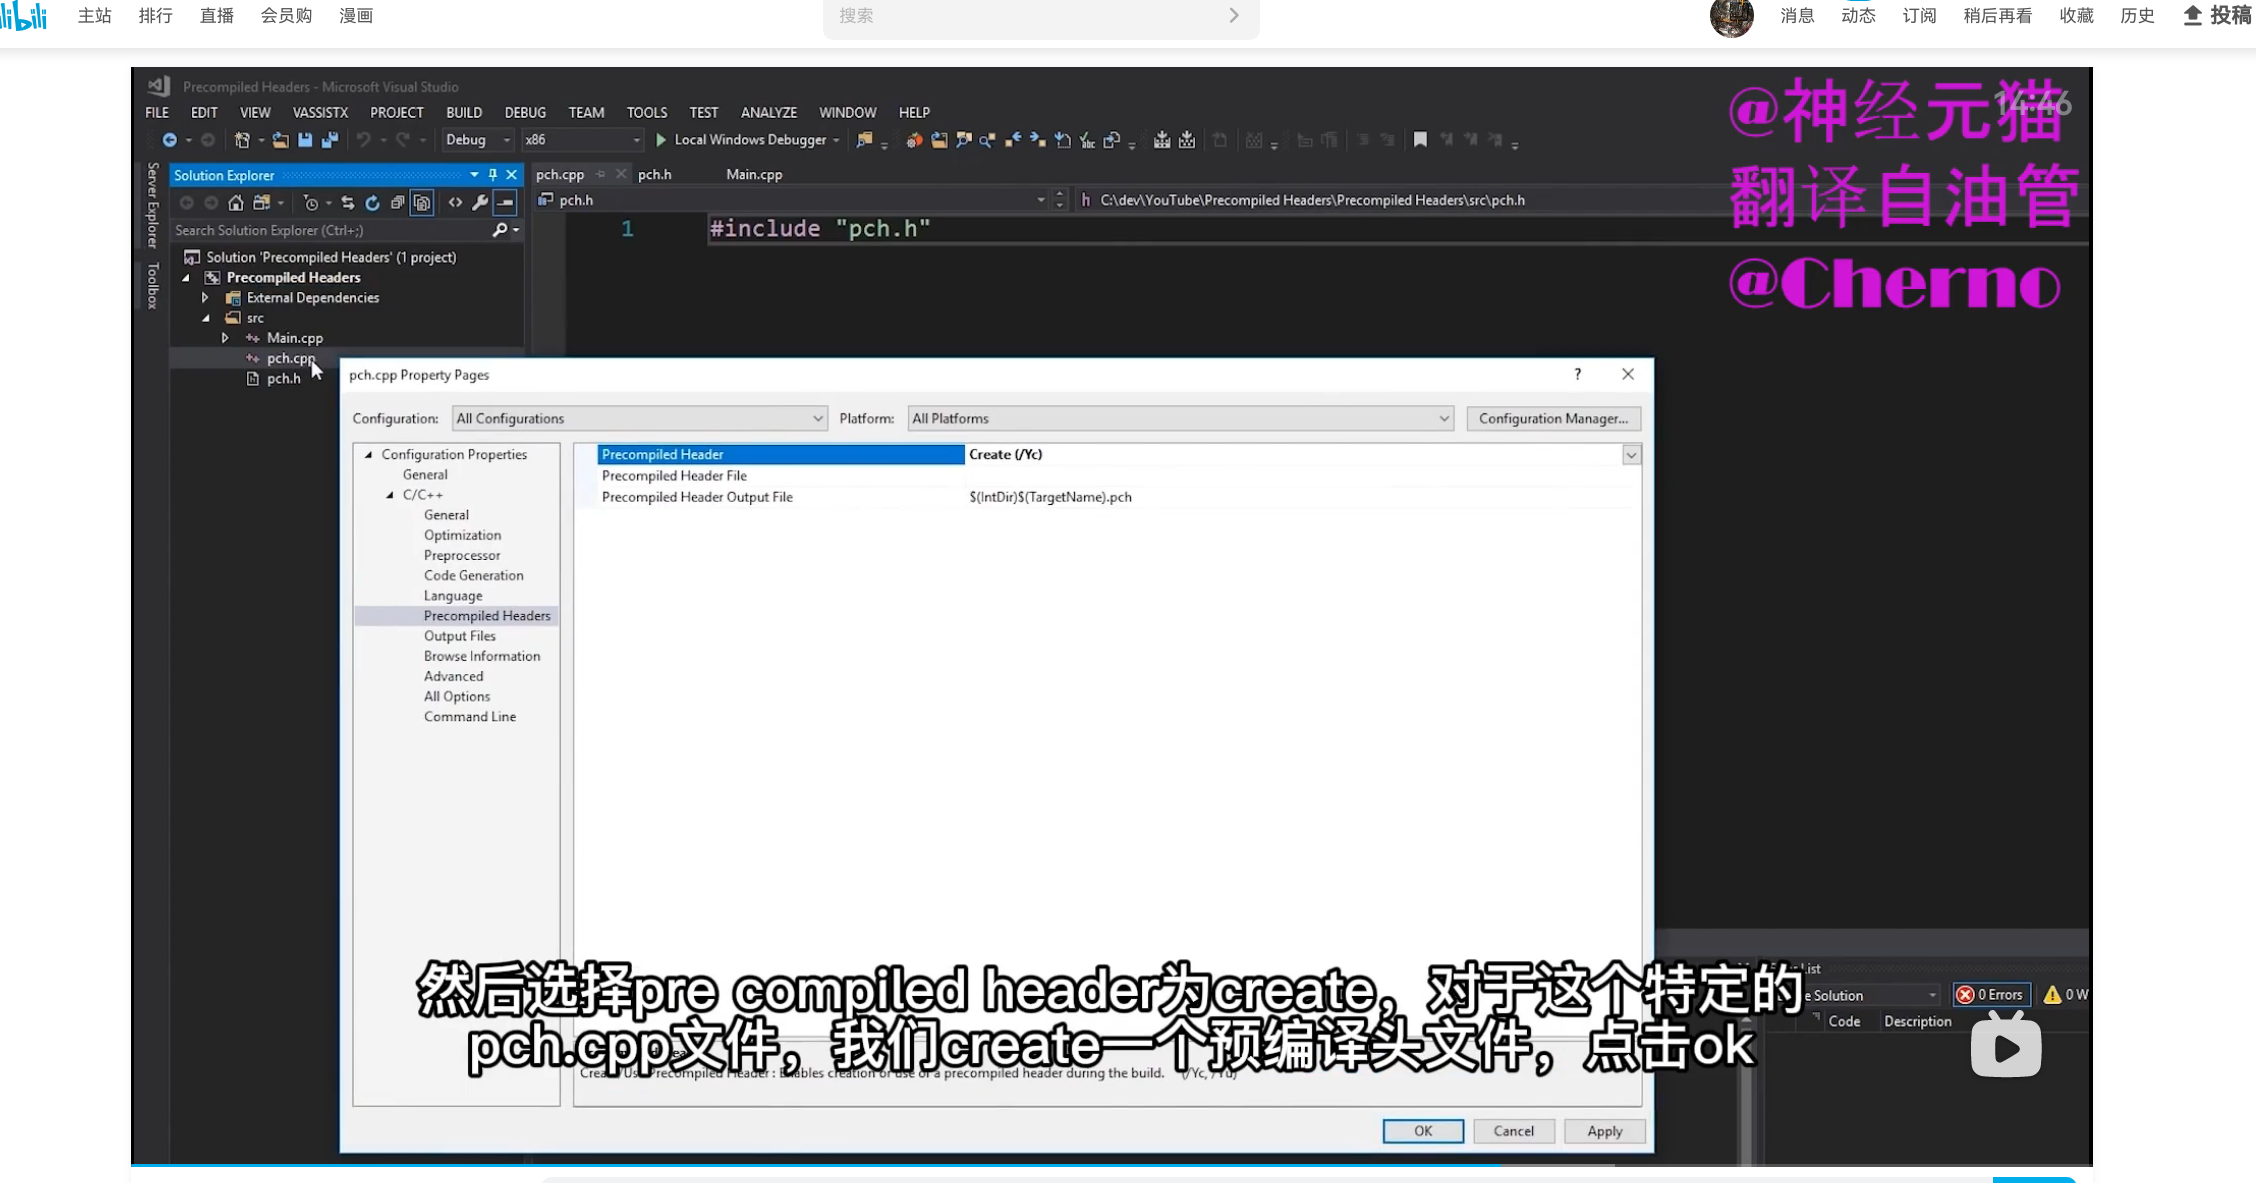 主站 排行 直播 会员购 漫画 搜索 消息 动态 订阅 稍后再看 收藏 历史 投稿
Precompiled Headers - Microsoft Visual Studio
@神经元猫
14:46
FILE EDIT VIEW VASSISTX PROJECT BUILD DEBUG TEAM TOOLS TEST ANALYZE WINDOW HELP
Debug x86 Local Windows Debugger
翻译自油管
@Cherno
Server Explorer
Toolbox
Solution Explorer
Search Solution Explorer (Ctrl+;)
Solution 'Precompiled Headers' (1 project)
Precompiled Headers
External Dependencies
src
Main.cpp
pch.cpp
pch.h
pch.cpp pch.h Main.cpp
pch.h C:\dev\YouTube\Precompiled Headers\Precompiled Headers\src\pch.h
1 #include "pch.h"
pch.cpp Property Pages ?
Configuration: All Configurations Platform: All Platforms Configuration Manager...
Configuration Properties
General
C/C++
General
Optimization
Preprocessor
Code Generation
Language
Precompiled Headers
Output Files
Browse Information
Advanced
All Options
Command Line
Precompiled Header Create (/Yc)
Precompiled Header File
Precompiled Header Output File $(IntDir)$(TargetName).pch
然后选择pre compiled header为create，对于这个特定的
pch.cpp文件，我们create一个预编译头文件，点击ok
Precompiled Header : Enables creation or use of a precompiled header during the build. (/Yc, /Yu)
OK Cancel Apply
List
Solution 0 Errors 0 W
Code Description